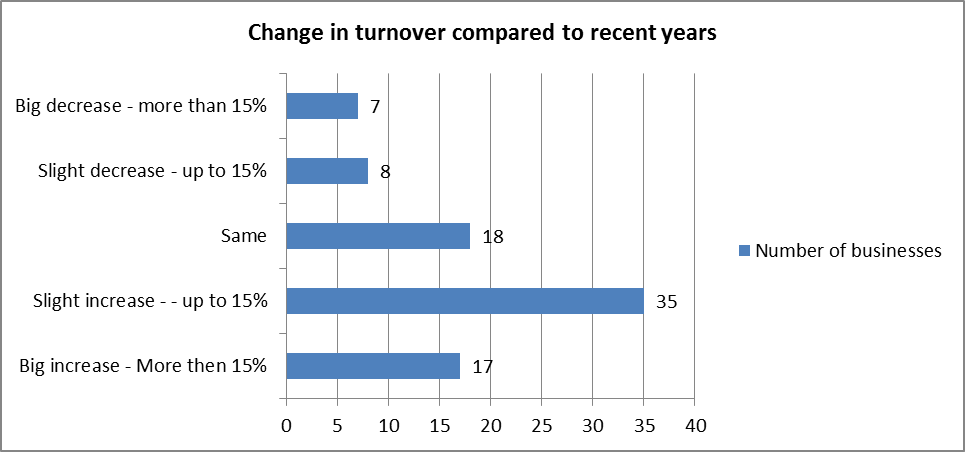 Change in turnover compared to recent years
Big decrease - more than 15%
7
Slight decrease - up to 15%
8
Same
18
Number of businesses
Slight increase - - up to 15%
35
Big increase - More then 15%
17
0 5 10 15 20 25 30 35 40